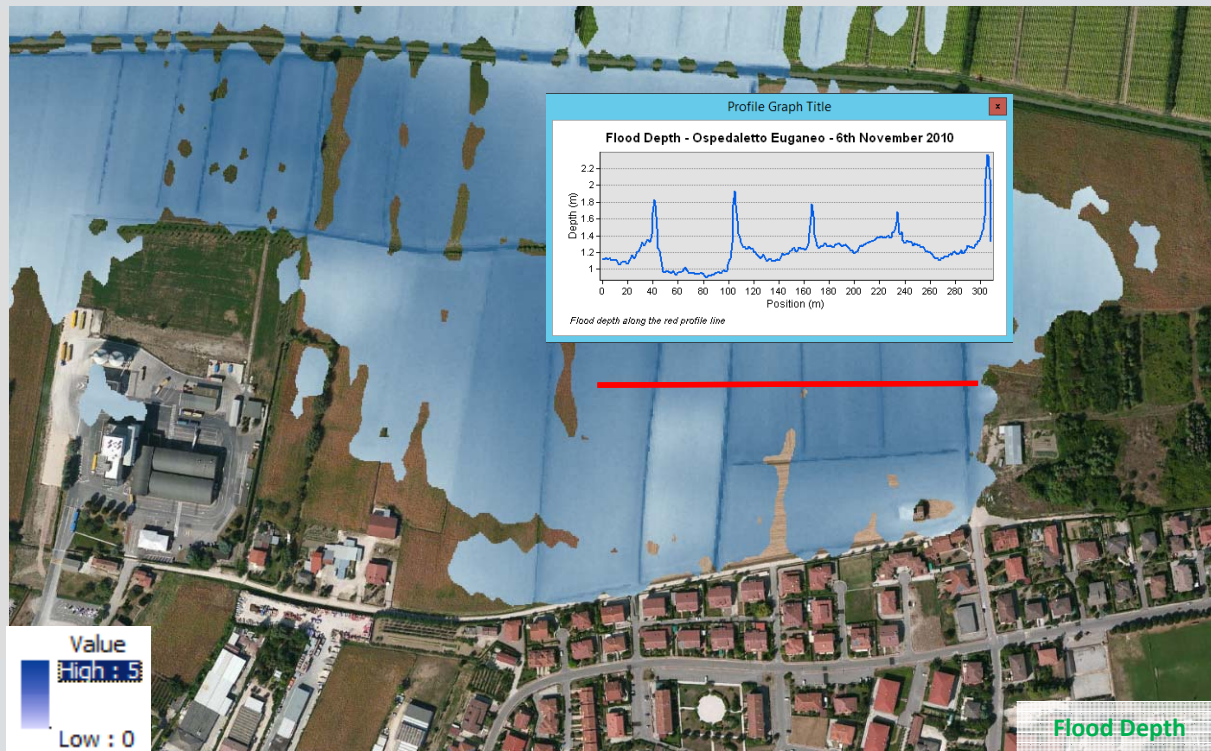 Profile Graph Title
x
Flood Depth - Ospedaletto Euganeo - 6th November 2010
Depth (m)
2.2
2
1.8
1.6
1.4
1.2
1
0 20 40 60 80 100 120 140 160 180 200 220 240 260 280 300
Position (m)
Flood depth along the red profile line
Value
High : 5
Low : 0
Flood Depth